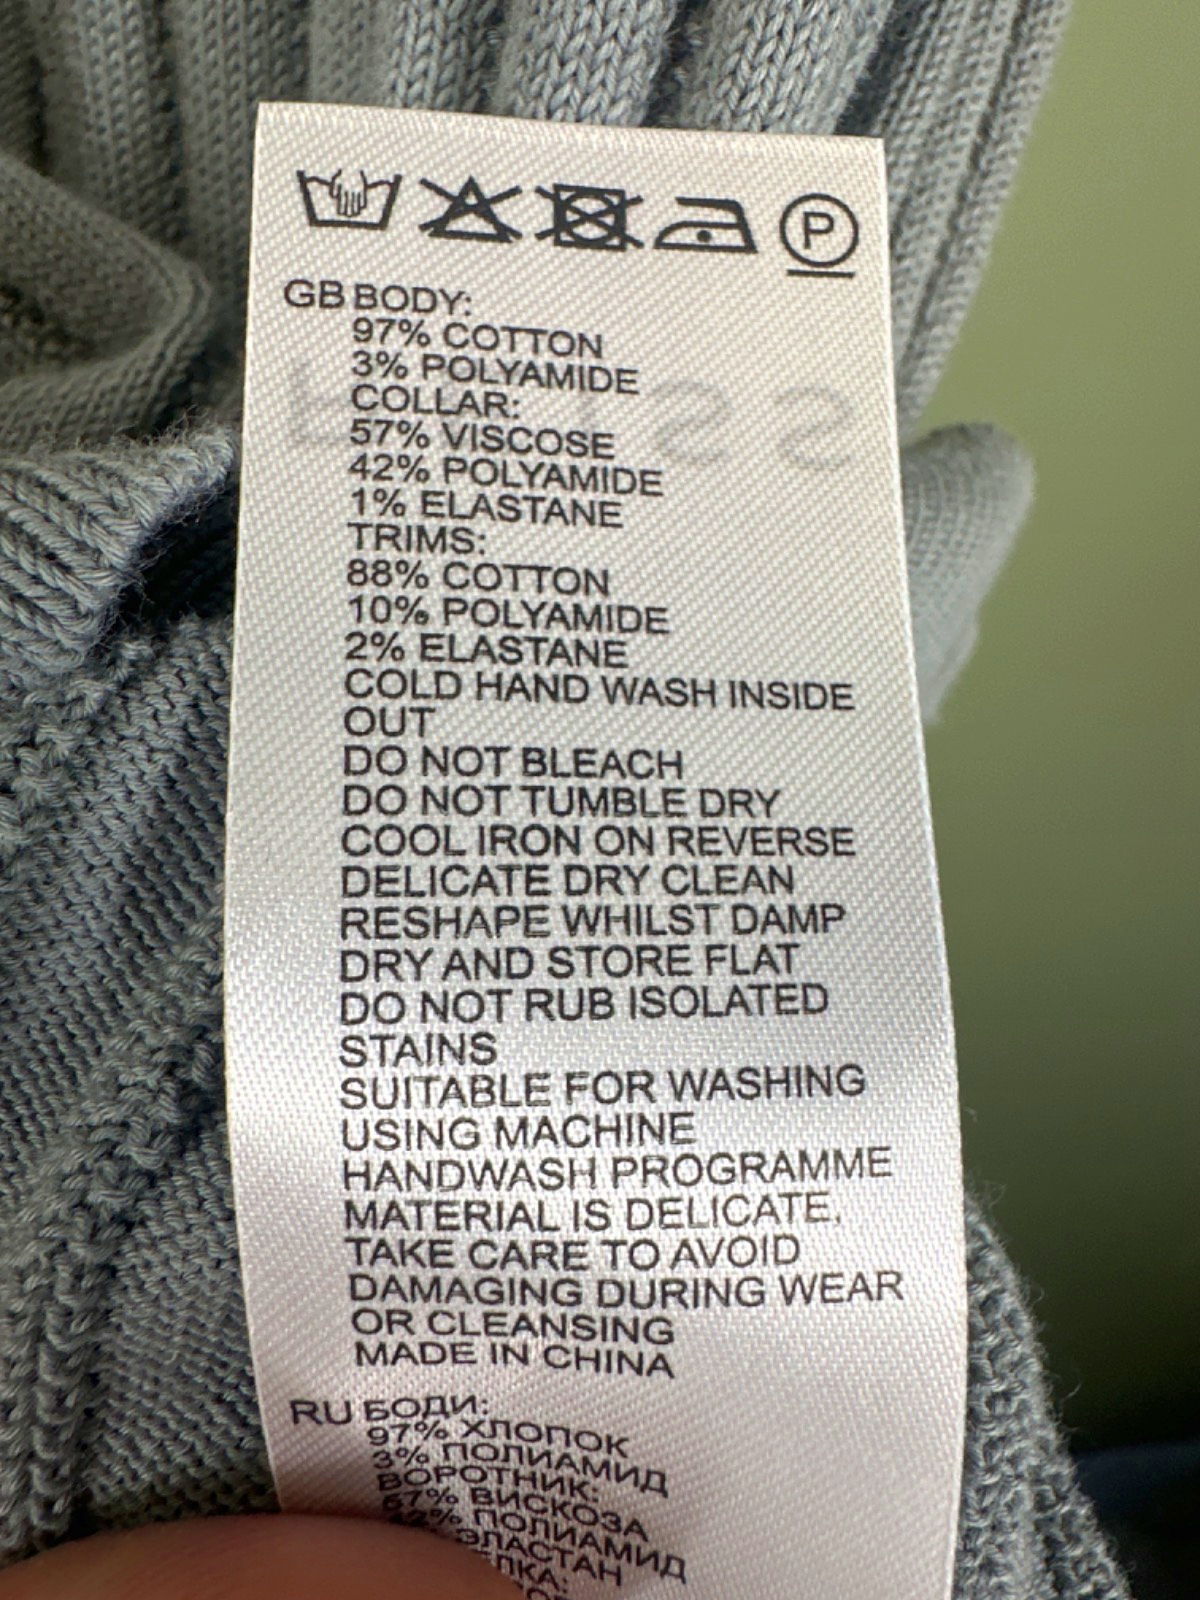 P
GB BODY:
97% COTTON
3% POLYAMIDE
COLLAR:
57% VISCOSE
42% POLYAMIDE
1% ELASTANE
TRIMS:
88% COTTON
10% POLYAMIDE
2% ELASTANE
COLD HAND WASH INSIDE
OUT
DO NOT BLEACH
DO NOT TUMBLE DRY
COOL IRON ON REVERSE
DELICATE DRY CLEAN
RESHAPE WHILST DAMP
DRY AND STORE FLAT
DO NOT RUB ISOLATED
STAINS
SUITABLE FOR WASHING
USING MACHINE
HANDWASH PROGRAMME
MATERIAL IS DELICATE,
TAKE CARE TO AVOID
DAMAGING DURING WEAR
OR CLEANSING
MADE IN CHINA
RU БОДИ:
97% ХЛОПОК
3% ПОЛИАМИД
ВОРОТНИК:
57% ВИСКОЗА
42% ПОЛИАМИД
ЭЛАСТАН